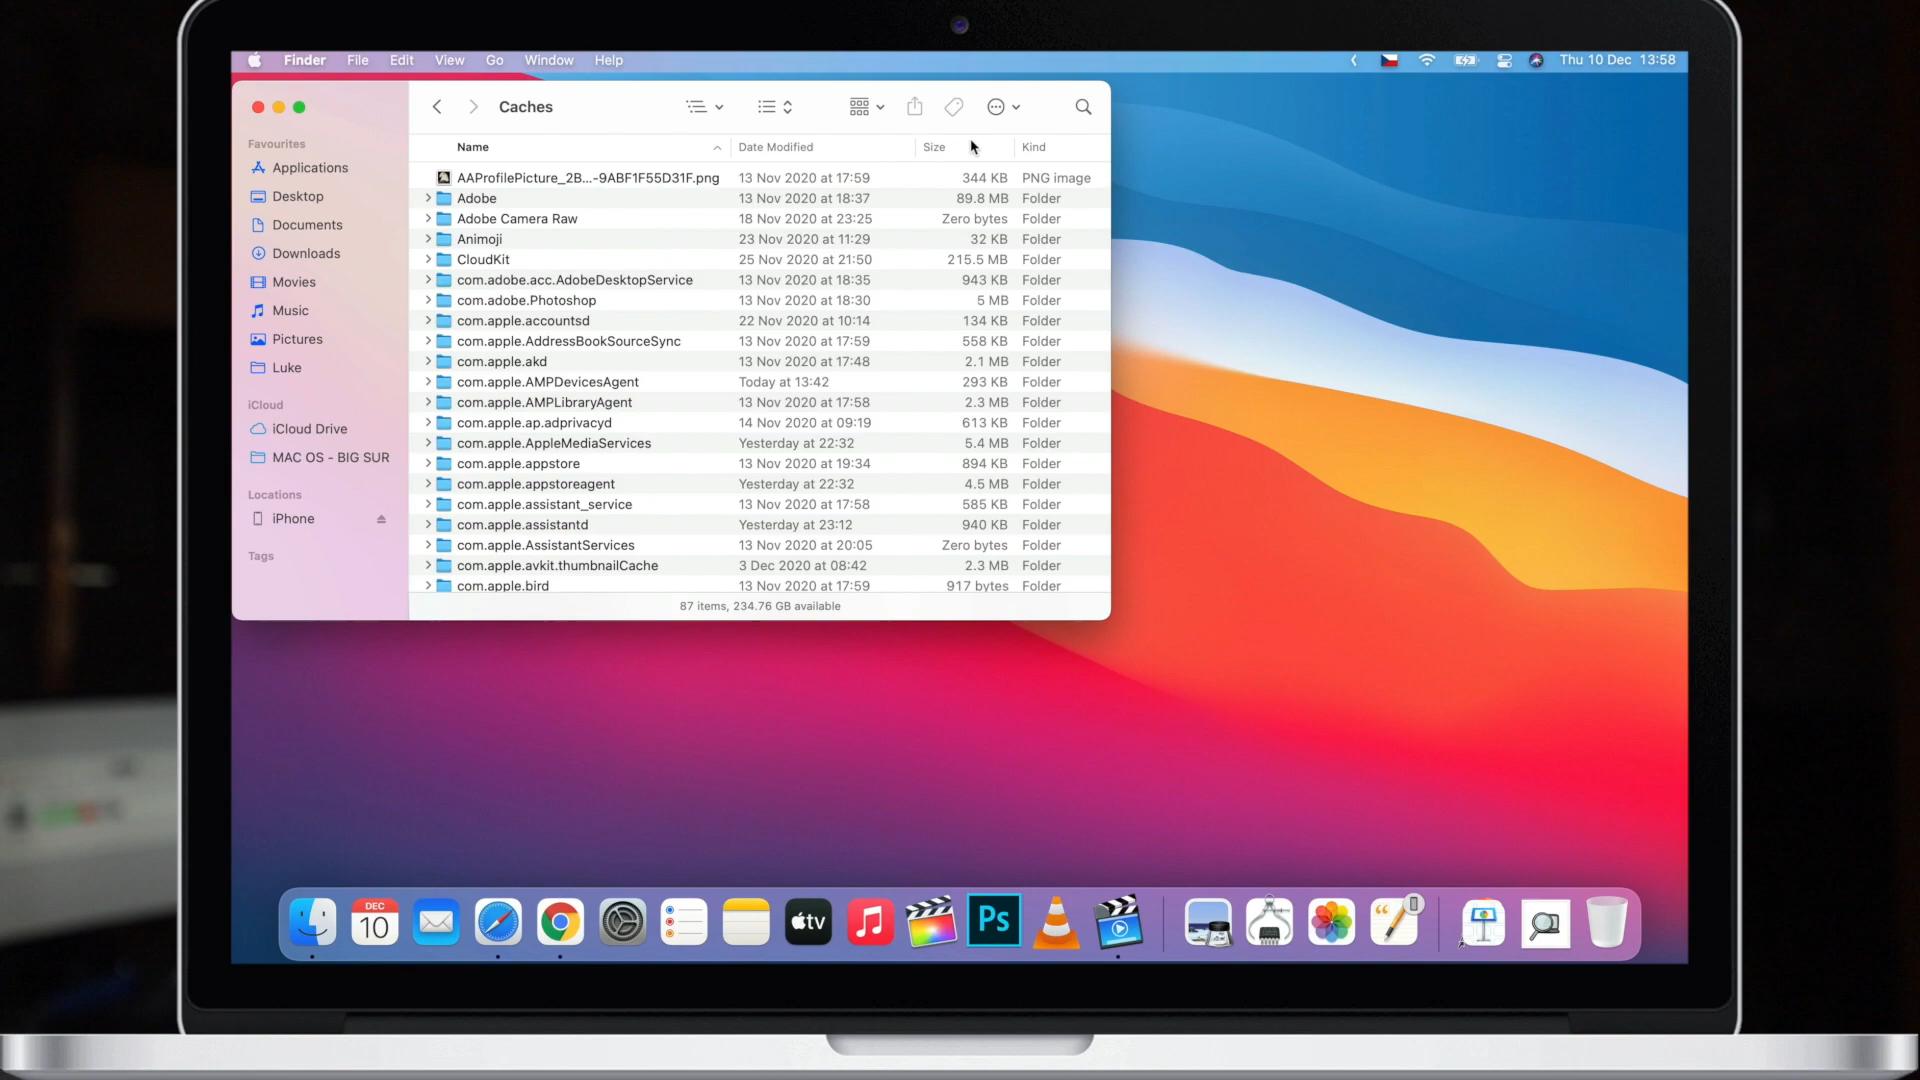 Finder File Edit View Go Window Help Thu 10 Dec 13:58
Caches
Favourites
Applications
Desktop
Documents
Downloads
Movies
Music
Pictures
Luke
iCloud
iCloud Drive
MAC OS - BIG SUR
Locations
iPhone
Tags
Name Date Modified Size Kind
AAProfilePicture_2B...-9ABF1F55D31F.png 13 Nov 2020 at 17:59 344 KB PNG image
Adobe 13 Nov 2020 at 18:37 89.8 MB Folder
Adobe Camera Raw 18 Nov 2020 at 23:25 Zero bytes Folder
Animoji 23 Nov 2020 at 11:29 32 KB Folder
CloudKit 25 Nov 2020 at 21:50 215.5 MB Folder
com.adobe.acc.AdobeDesktopService 13 Nov 2020 at 18:35 943 KB Folder
com.adobe.Photoshop 13 Nov 2020 at 18:30 5 MB Folder
com.apple.accountsd 22 Nov 2020 at 10:14 134 KB Folder
com.apple.AddressBookSourceSync 13 Nov 2020 at 17:59 558 KB Folder
com.apple.akd 13 Nov 2020 at 17:48 2.1 MB Folder
com.apple.AMPDevicesAgent Today at 13:42 293 KB Folder
com.apple.AMPLibraryAgent 13 Nov 2020 at 17:58 2.3 MB Folder
com.apple.ap.adprivacyd 14 Nov 2020 at 09:19 613 KB Folder
com.apple.AppleMediaServices Yesterday at 22:32 5.4 MB Folder
com.apple.appstore 13 Nov 2020 at 19:34 894 KB Folder
com.apple.appstoreagent Yesterday at 22:32 4.5 MB Folder
com.apple.assistant_service 13 Nov 2020 at 17:58 585 KB Folder
com.apple.assistantd Yesterday at 23:12 940 KB Folder
com.apple.AssistantServices 13 Nov 2020 at 20:05 Zero bytes Folder
com.apple.avkit.thumbnailCache 3 Dec 2020 at 08:42 2.3 MB Folder
com.apple.bird 13 Nov 2020 at 17:59 917 bytes Folder
87 items, 234.76 GB available
DEC
10
tv
Ps